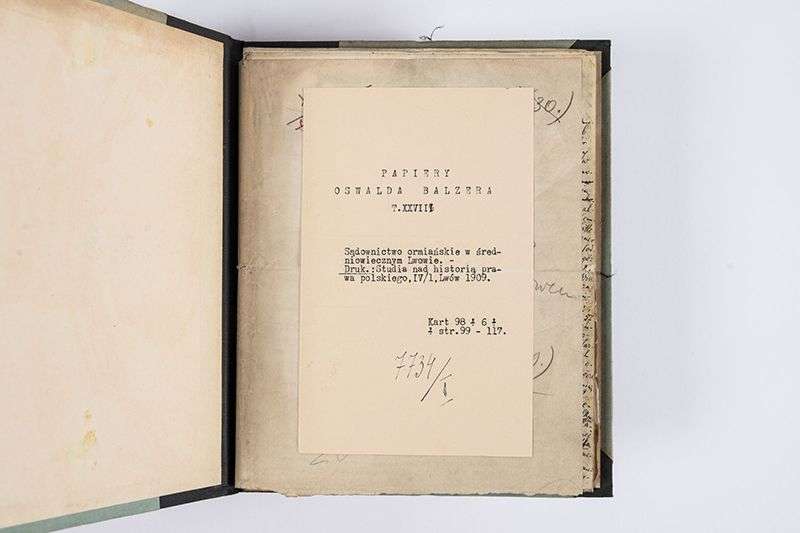 30.)
PAPIERY
OSWALDA BALZERA
Sądownictwo ormiańskie w śred-
niowiecznym Lwowie. -
Druk.:Studia nad historią pra-
wa polskiego,IV/1,Lwów 1909.
Kart 98 + 6 +
+ str.99 - 117.
7734/I